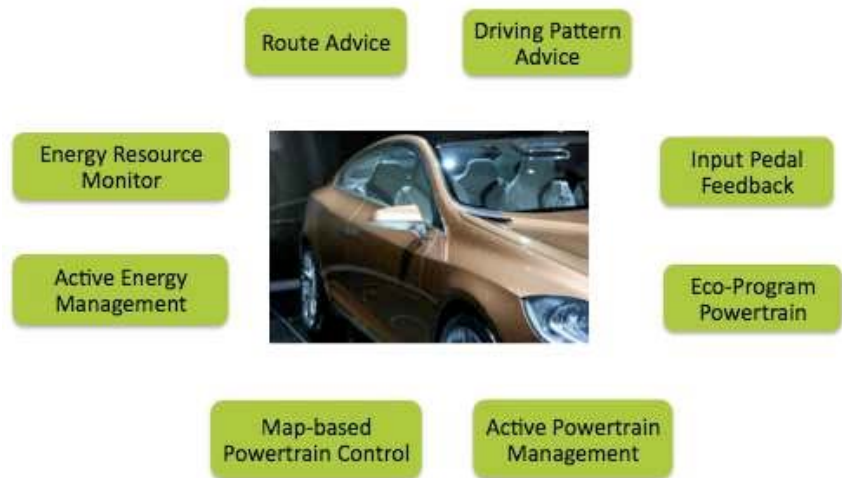 Route Advice
Driving Pattern
Advice
Energy Resource
Monitor
Input Pedal
Feedback
Active Energy
Management
Eco-Program
Powertrain
Map-based
Powertrain Control
Active Powertrain
Management